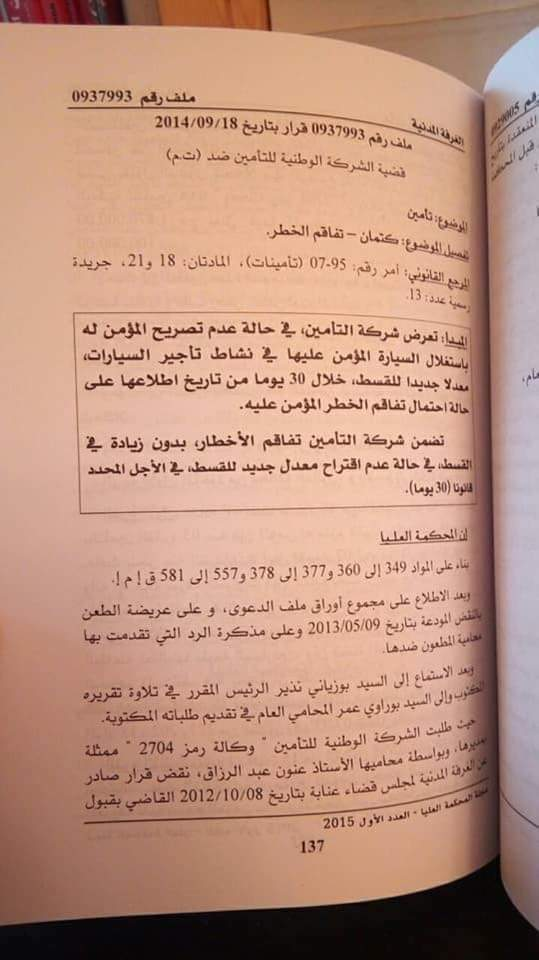 الغرفة المدنية ملف رقم 0937993
ملف رقم 0937993 قرار بتاريخ 2014/09/18
قضية الشركة الوطنية للتأمين ضد (ت.م)
الموضوع: تأمين
تفصيل الموضوع: كتمان – تفاقم الخطر.
المرجع القانوني: أمر رقم: 95-07 (تأمينات)، المادتان: 18 و21، جريدة
رسمية عدد: 13.
المبدأ: تعرض شركة التأمين، في حالة عدم تصريح المؤمن له
باستغلال السيارة المؤمن عليها في نشاط تأجير السيارات،
معدلا جديدا للقسط، خلال 30 يوما من تاريخ اطلاعها على
حالة احتمال تفاقم الخطر المؤمن عليه.
تضمن شركة التأمين تفاقم الأخطار، بدون زيادة في
القسط، في حالة عدم اقتراح معدل جديد للقسط، في الأجل المحدد
قانونا (30 يوما).
إن المحكمة العليا
بناء على المواد 349 إلى 360 و377 إلى 378 و557 إلى 581 ق إ م إ.
وبعد الاطلاع على مجموع أوراق ملف الدعوى، و على عريضة الطعن
بالنقض المودعة بتاريخ 2013/05/09 وعلى مذكرة الرد التي تقدمت بها
محامية المطعون ضدها.
وبعد الاستماع إلى السيد بوزياني نذير الرئيس المقرر في تلاوة تقريره
المكتوب وإلى السيد بوراوي عمر المحامي العام في تقديم طلباته المكتوبة.
حيث طلبت الشركة الوطنية للتأمين " وكالة رمز 2704 " ممثلة
بمديرها، وبواسطة محاميها الأستاذ عنون عبد الرزاق، نقض قرار صادر
عن الغرفة المدنية لمجلس قضاء عنابة بتاريخ 2012/10/08 القاضي بقبول
مجلة المحكمة العليا - العدد الأول 2015
137
رقم 0929005
المنعقدة بتاريخ
قبل المحكمة